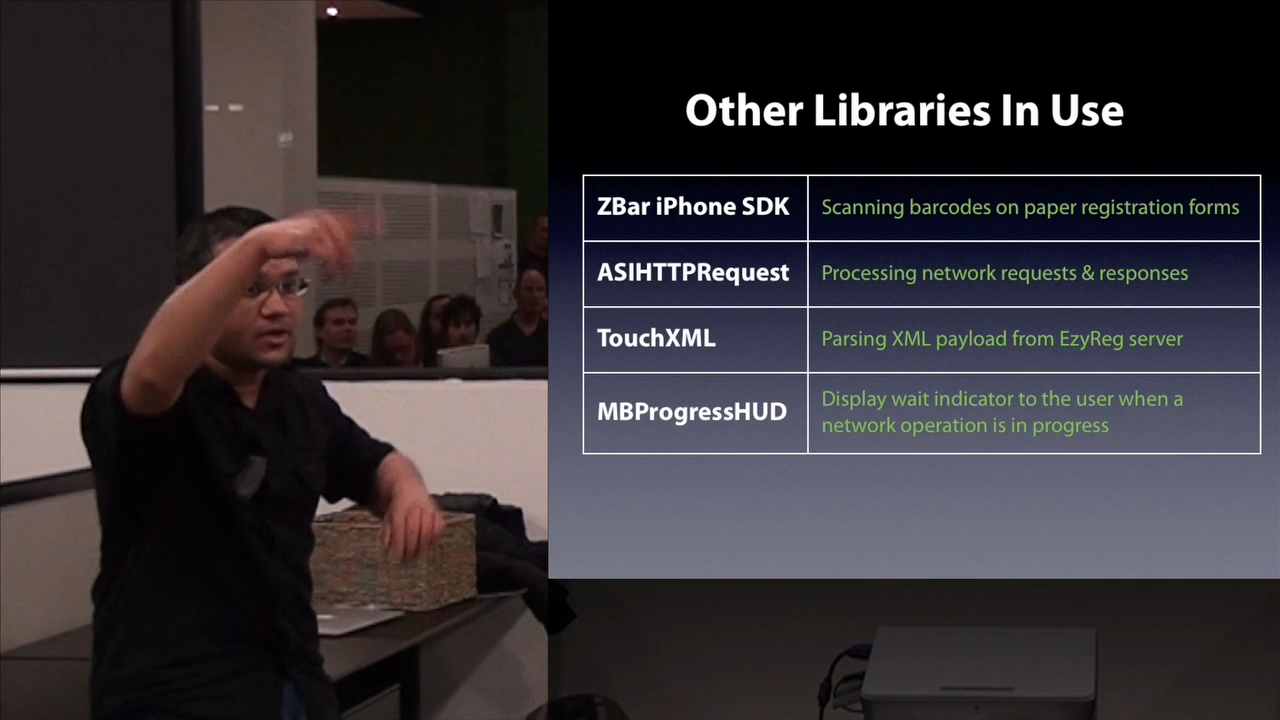 Other Libraries In Use
ZBar iPhone SDK
Scanning barcodes on paper registration forms
ASIHTTPRequest
Processing network requests & responses
TouchXML
Parsing XML payload from EzyReg server
MBProgressHUD
Display wait indicator to the user when a
network operation is in progress